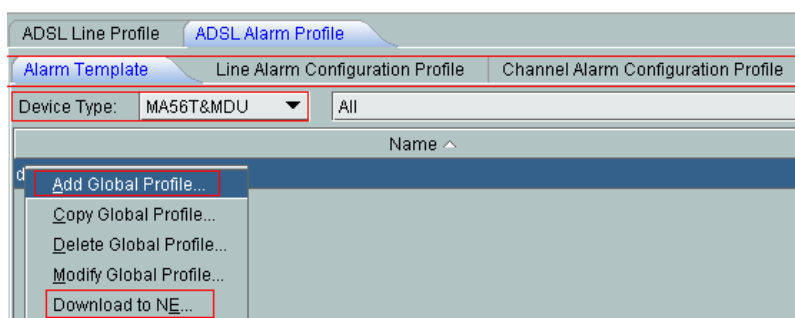 ADSL Line Profile ADSL Alarm Profile
Alarm Template Line Alarm Configuration Profile Channel Alarm Configuration Profile
Device Type: MA56T&MDU All
Name
d
Add Global Profile...
Copy Global Profile...
Delete Global Profile...
Modify Global Profile...
Download to NE...